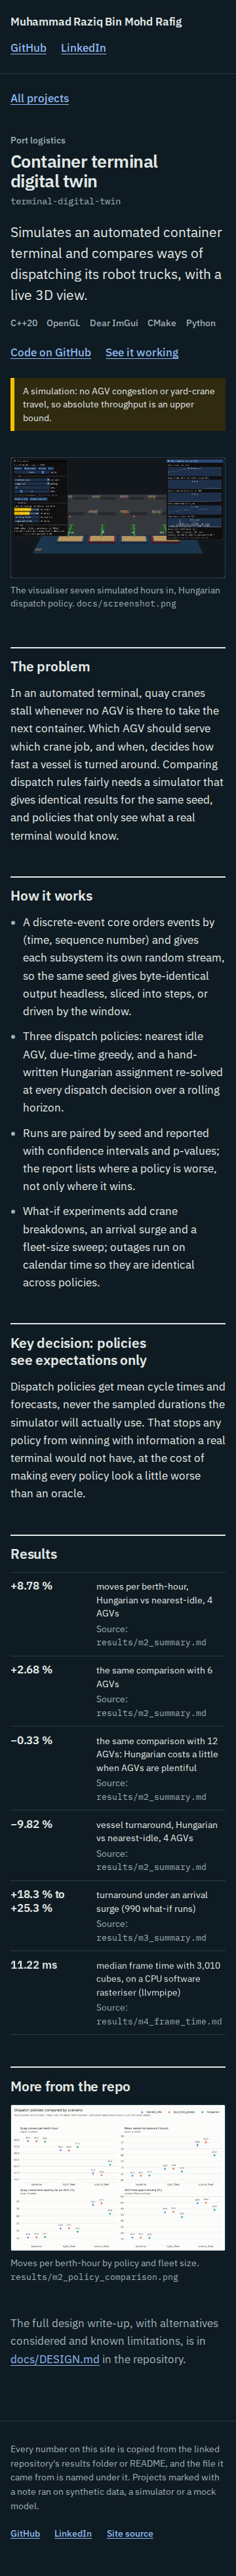 Muhammad Raziq Bin Mohd Rafig
GitHub LinkedIn
All projects
Port logistics
Container terminal
digital twin
terminal-digital-twin
Simulates an automated container
terminal and compares ways of
dispatching its robot trucks, with a
live 3D view.
C++20 OpenGL Dear ImGui CMake Python
Code on GitHub See it working
A simulation: no AGV congestion or yard-crane
travel, so absolute throughput is an upper
bound.
The visualiser seven simulated hours in, Hungarian
dispatch policy. docs/screenshot.png
The problem
In an automated terminal, quay cranes
stall whenever no AGV is there to take the
next container. Which AGV should serve
which crane job, and when, decides how
fast a vessel is turned around. Comparing
dispatch rules fairly needs a simulator that
gives identical results for the same seed,
and policies that only see what a real
terminal would know.
How it works
• A discrete-event core orders events by
(time, sequence number) and gives
each subsystem its own random stream,
so the same seed gives byte-identical
output headless, sliced into steps, or
driven by the window.
• Three dispatch policies: nearest idle
AGV, due-time greedy, and a hand-
written Hungarian assignment re-solved
at every dispatch decision over a rolling
horizon.
• Runs are paired by seed and reported
with confidence intervals and p-values;
the report lists where a policy is worse,
not only where it wins.
• What-if experiments add crane
breakdowns, an arrival surge and a
fleet-size sweep; outages run on
calendar time so they are identical
across policies.
Key decision: policies
see expectations only
Dispatch policies get mean cycle times and
forecasts, never the sampled durations the
simulator will actually use. That stops any
policy from winning with information a real
terminal would not have, at the cost of
making every policy look a little worse
than an oracle.
Results
+8.78 % moves per berth-hour,
Hungarian vs nearest-idle, 4
AGVs
Source:
results/m2_summary.md
+2.68 % the same comparison with 6
AGVs
Source:
results/m2_summary.md
−0.33 % the same comparison with 12
AGVs: Hungarian costs a little
when AGVs are plentiful
Source:
results/m2_summary.md
−9.82 % vessel turnaround, Hungarian
vs nearest-idle, 4 AGVs
Source:
results/m2_summary.md
+18.3 % to turnaround under an arrival
+25.3 % surge (990 what-if runs)
Source:
results/m3_summary.md
11.22 ms median frame time with 3,010
cubes, on a CPU software
rasteriser (llvmpipe)
Source:
results/m4_frame_time.md
More from the repo
Dispatch policies compared by scenario
Moves per berth-hour by policy and fleet size.
results/m2_policy_comparison.png
The full design write-up, with alternatives
considered and known limitations, is in
docs/DESIGN.md in the repository.
Every number on this site is copied from the linked
repository's results folder or README, and the file it
came from is named under it. Projects marked with
a note ran on synthetic data, a simulator or a mock
model.
GitHub LinkedIn Site source